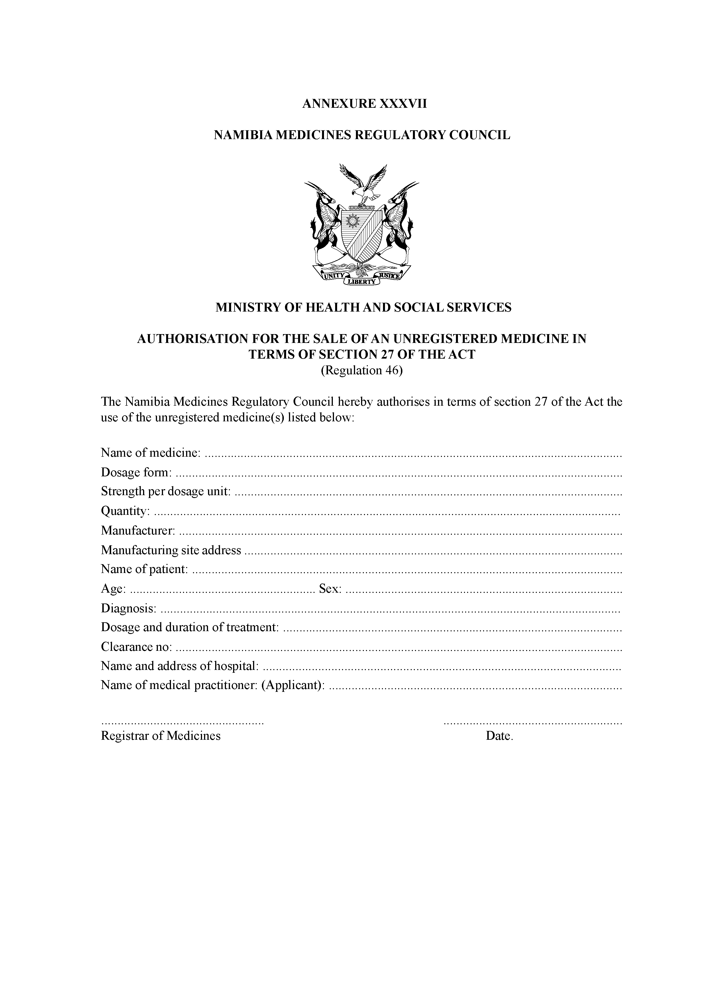 ANNEXURE XXXVII
NAMIBIA MEDICINES REGULATORY COUNCIL
UNITY
LIBERTY
JUSTICE
MINISTRY OF HEALTH AND SOCIAL SERVICES
AUTHORISATION FOR THE SALE OF AN UNREGISTERED MEDICINE IN
TERMS OF SECTION 27 OF THE ACT
(Regulation 46)
The Namibia Medicines Regulatory Council hereby authorises in terms of section 27 of the Act the
use of the unregistered medicine(s) listed below:
Name of medicine: ................................................................
Dosage form: ................................................................
Strength per dosage unit: ................................................................
Quantity: ................................................................
Manufacturer: ................................................................
Manufacturing site address ................................................................
Name of patient: ................................................................
Age: ................................ Sex: ................................
Diagnosis: ................................................................
Dosage and duration of treatment: ................................................................
Clearance no: ................................................................
Name and address of hospital: ................................................................
Name of medical practitioner: (Applicant): ................................................................
................................ ................................
Registrar of Medicines Date.